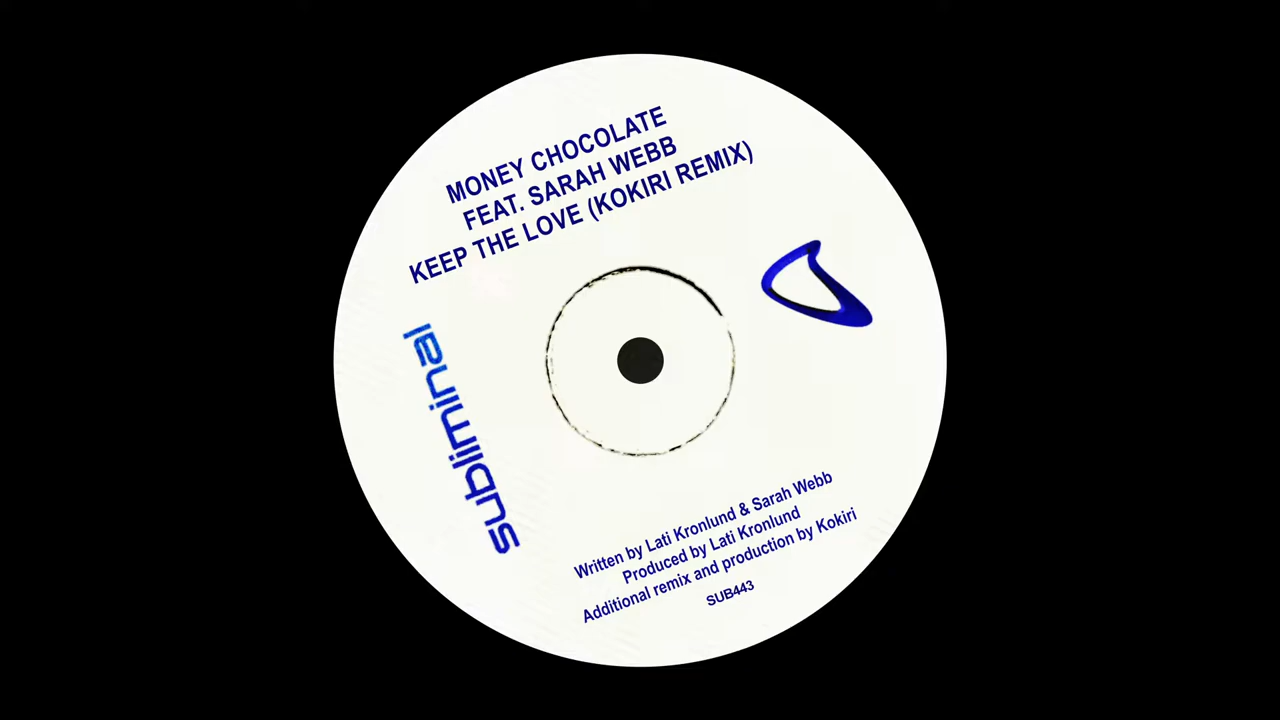 MONEY CHOCOLATE
FEAT. SARAH WEBB
KEEP THE LOVE (KOKIRI REMIX)
subliminal
Written by Lati Kronlund & Sarah Webb
Produced by Lati Kronlund
Additional remix and production by Kokiri
SUB443